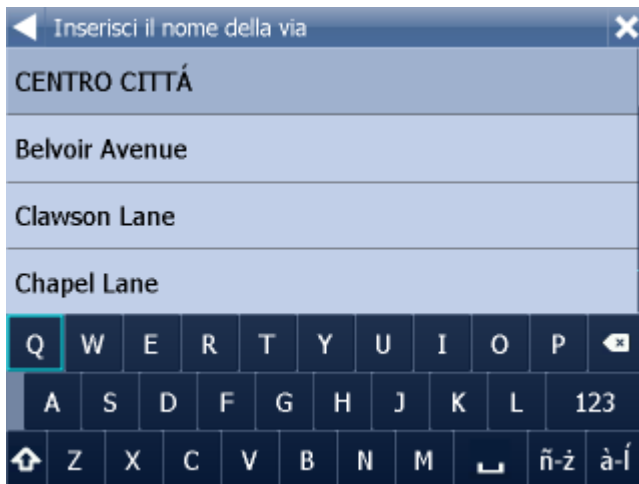 Inserisci il nome della via
CENTRO CITTÁ
Belvoir Avenue
Clawson Lane
Chapel Lane
Q W E R T Y U I O P
A S D F G H J K L 123
Z X C V B N M ñ-ż à-Í